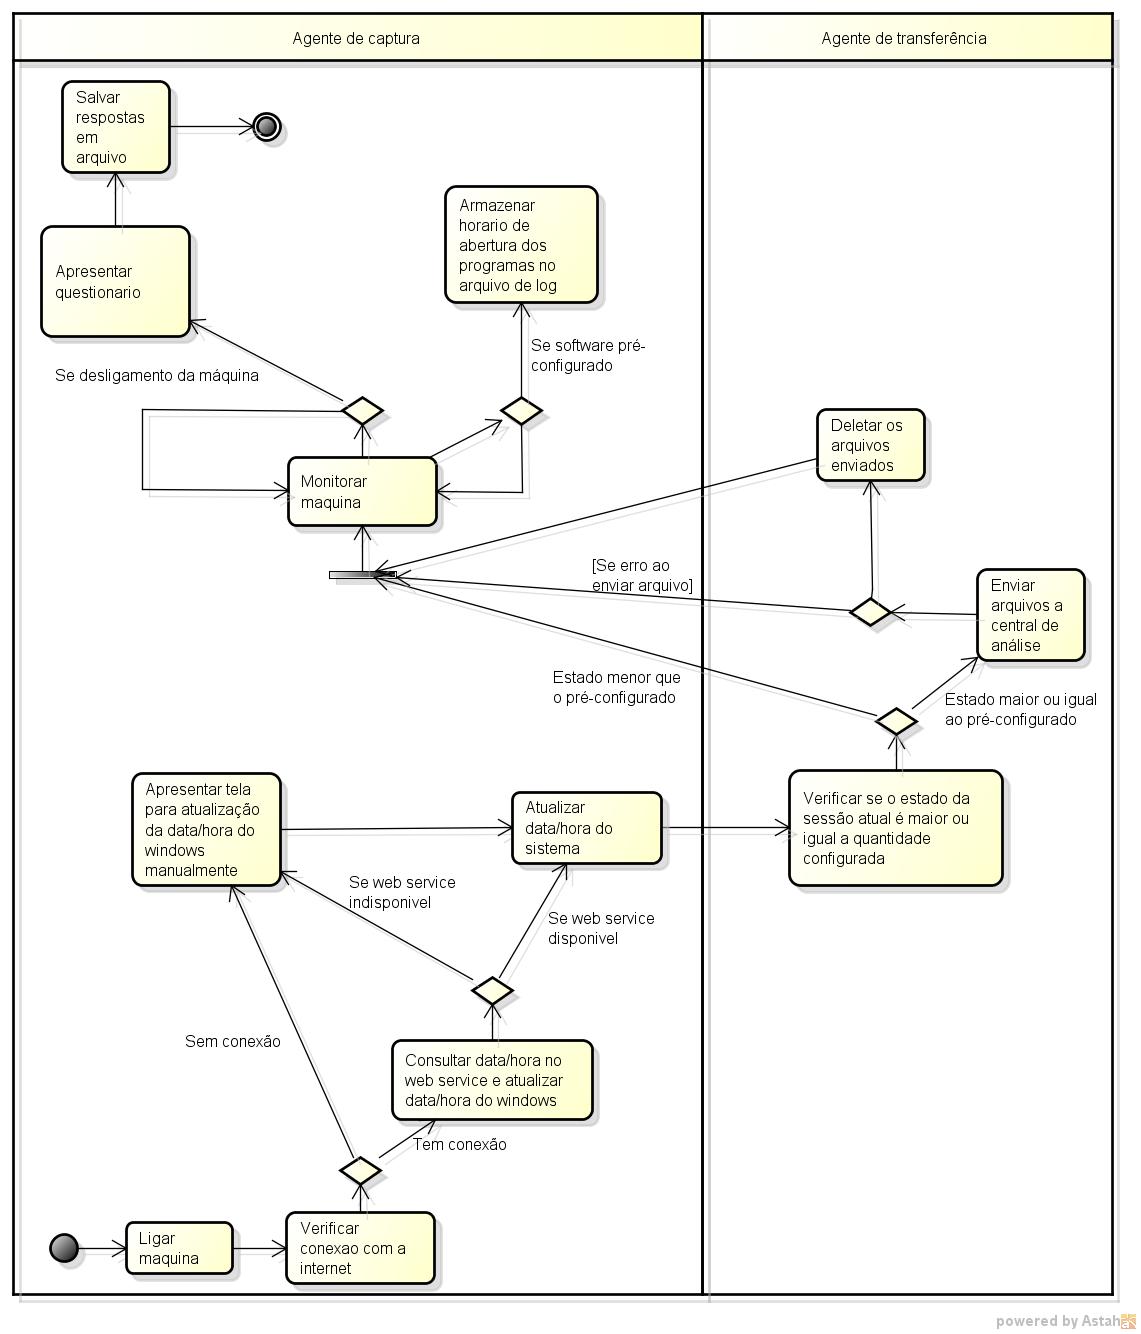 Agente de captura
Agente de transferência
Salvar
respostas
em
arquivo
Armazenar
horario de
abertura dos
programas no
arquivo de log
Apresentar
questionario
Se software pré-
configurado
Se desligamento da máquina
Deletar os
arquivos
enviados
Monitorar
maquina
[Se erro ao
enviar arquivo]
Enviar
arquivos a
central de
análise
Estado menor que
o pré-configurado
Estado maior ou igual
ao pré-configurado
Apresentar tela
para atualização
da data/hora do
windows
manualmente
Atualizar
data/hora do
sistema
Verificar se o estado da
sessão atual é maior ou
igual a quantidade
configurada
Se web service
indisponivel
Se web service
disponivel
Sem conexão
Consultar data/hora no
web service e atualizar
data/hora do windows
Tem conexão
Ligar
maquina
Verificar
conexao com a
internet
powered by Astah